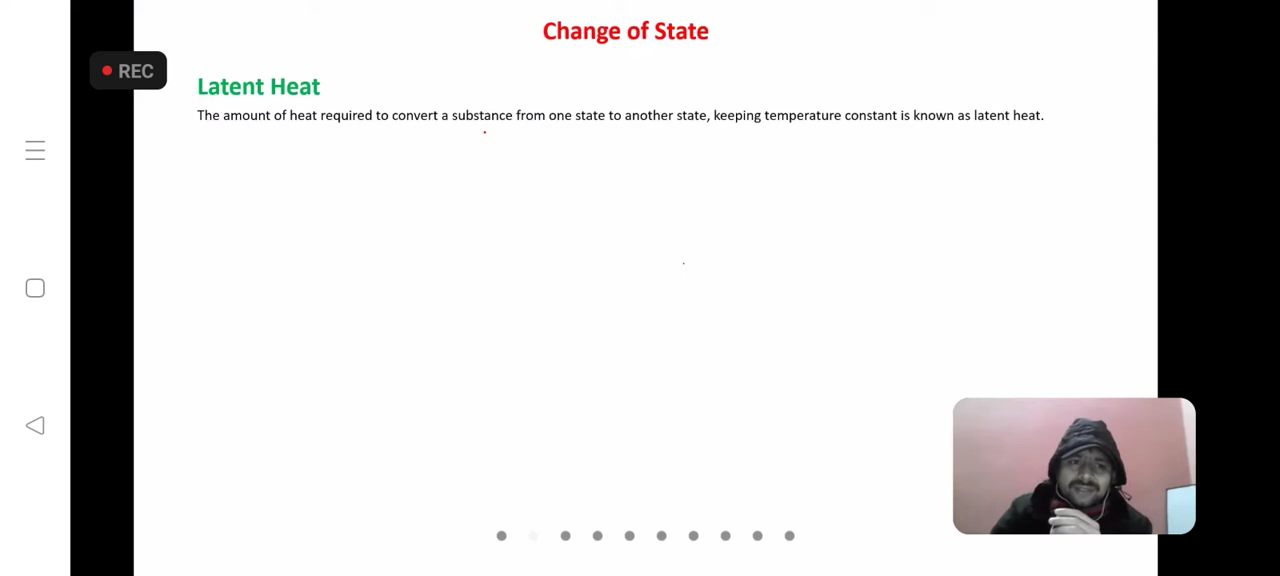 Change of State
REC
Latent Heat
The amount of heat required to convert a substance from one state to another state, keeping temperature constant is known as latent heat.